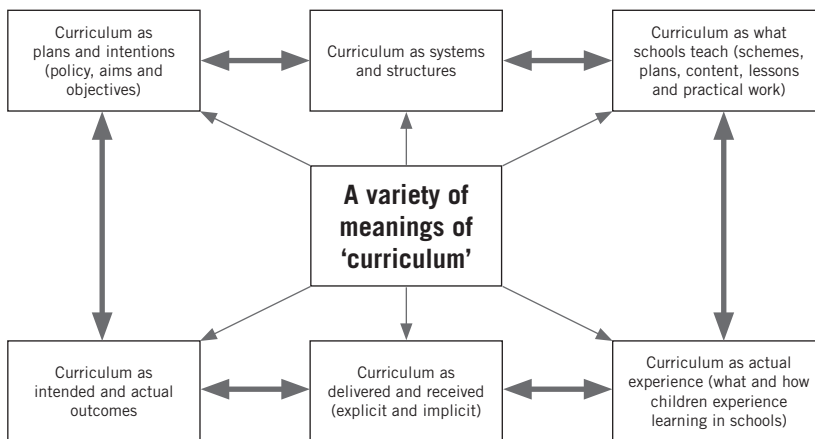 Curriculum as
plans and intentions
(policy, aims and
objectives)
Curriculum as systems
and structures
Curriculum as what
schools teach (schemes,
plans, content, lessons
and practical work)
A variety of
meanings of
‘curriculum’
Curriculum as
intended and actual
outcomes
Curriculum as
delivered and received
(explicit and implicit)
Curriculum as actual
experience (what and how
children experience
learning in schools)